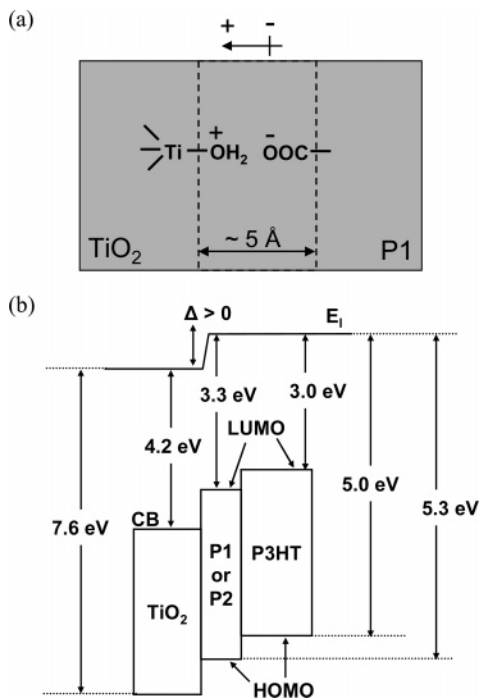 (a)
+ -
+ -
Ti OH₂ OOC
TiO₂ ~ 5 Å P1
(b)
Δ > 0 E_I
3.3 eV 3.0 eV
LUMO
4.2 eV
5.0 eV 5.3 eV
7.6 eV CB
P1
or
P2
P3HT
TiO₂
HOMO